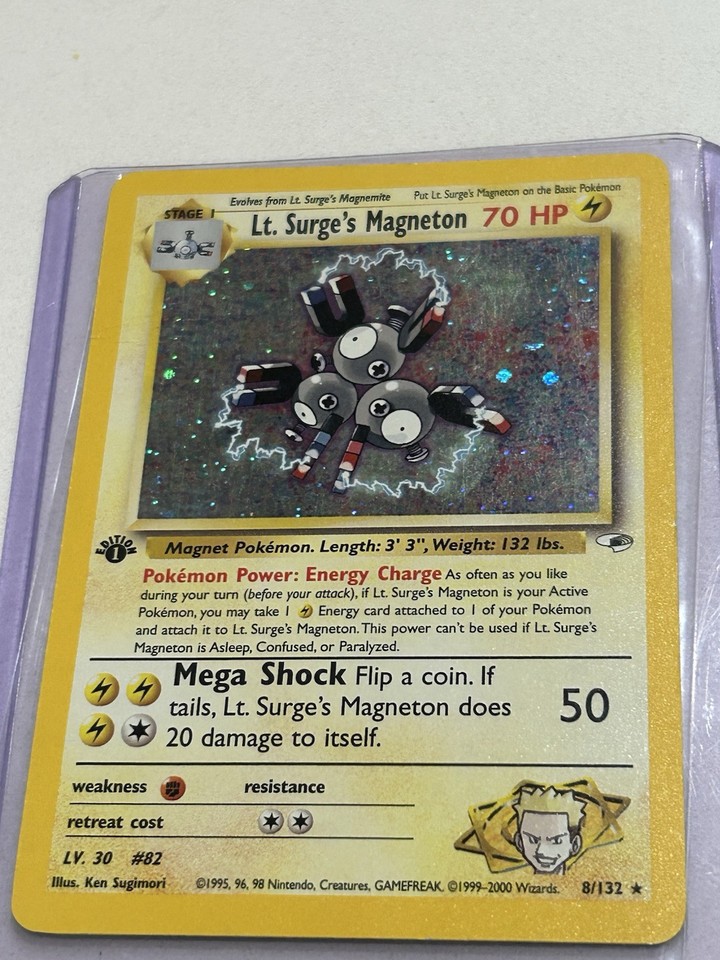 Evolves from Lt. Surge's Magnemite
Put Lt. Surge's Magneton on the Basic Pokémon
STAGE 1
Lt. Surge's Magneton 70 HP
EDITION
1
Magnet Pokémon. Length: 3' 3", Weight: 132 lbs.
Pokémon Power: Energy Charge As often as you like
during your turn (before your attack), if Lt. Surge's Magneton is your Active
Pokémon, you may take 1 Energy card attached to 1 of your Pokémon
and attach it to Lt. Surge's Magneton. This power can't be used if Lt. Surge's
Magneton is Asleep, Confused, or Paralyzed.
Mega Shock Flip a coin. If
tails, Lt. Surge's Magneton does
20 damage to itself.
50
weakness
resistance
retreat cost
LV. 30 #82
Illus. Ken Sugimori
©1995, 96, 98 Nintendo, Creatures, GAMEFREAK. ©1999–2000 Wizards.
8/132 ★